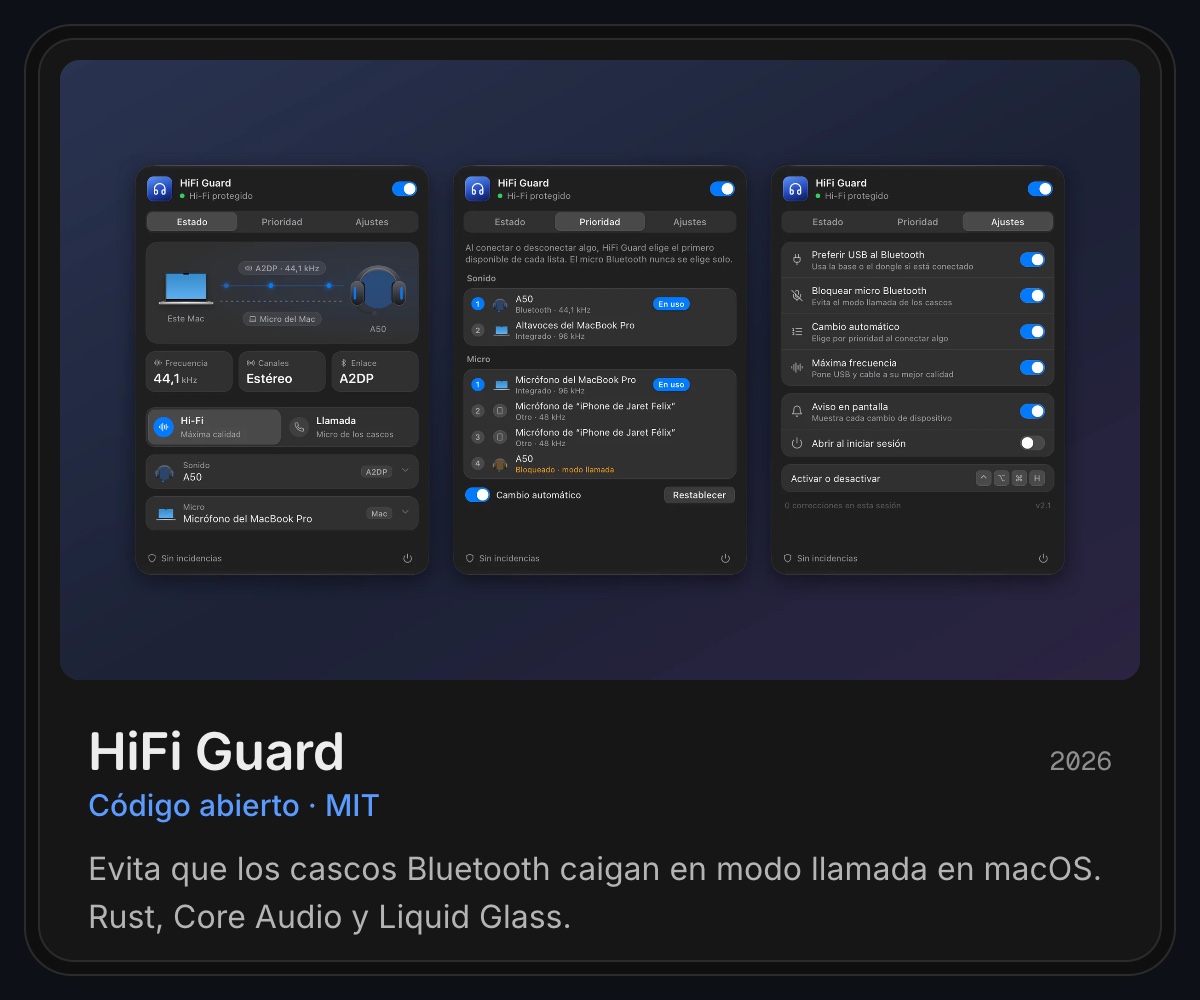 HiFi Guard
Hi-Fi protegido
Estado
Prioridad
Ajustes
A2DP · 44,1 kHz
Este Mac
Micro del Mac
A50
Frecuencia
44,1 kHz
Canales
Estéreo
Enlace
A2DP
Hi-Fi
Máxima calidad
Llamada
Micro de los cascos
Sonido
A50
A2DP
Micro
Micrófono del MacBook Pro
Mac
Sin incidencias
HiFi Guard
Hi-Fi protegido
Estado
Prioridad
Ajustes
Al conectar o desconectar algo, HiFi Guard elige el primero
disponible de cada lista. El micro Bluetooth nunca se elige solo.
Sonido
1
A50
Bluetooth · 44,1 kHz
En uso
2
Altavoces del MacBook Pro
Integrado · 96 kHz
Micro
1
Micrófono del MacBook Pro
Integrado · 96 kHz
En uso
2
Micrófono de “iPhone de Jaret Felix”
Otro · 48 kHz
3
Micrófono de “iPhone de Jaret Félix”
Otro · 48 kHz
4
A50
Bloqueado · modo llamada
Cambio automático
Restablecer
Sin incidencias
HiFi Guard
Hi-Fi protegido
Estado
Prioridad
Ajustes
Preferir USB al Bluetooth
Usa la base o el dongle si está conectado
Bloquear micro Bluetooth
Evita el modo llamada de los cascos
Cambio automático
Elige por prioridad al conectar algo
Máxima frecuencia
Pone USB y cable a su mejor calidad
Aviso en pantalla
Muestra cada cambio de dispositivo
Abrir al iniciar sesión
Activar o desactivar
⌃ ⌥ ⌘ H
0 correcciones en esta sesión
v2.1
Sin incidencias
HiFi Guard
2026
Código abierto · MIT
Evita que los cascos Bluetooth caigan en modo llamada en macOS.
Rust, Core Audio y Liquid Glass.